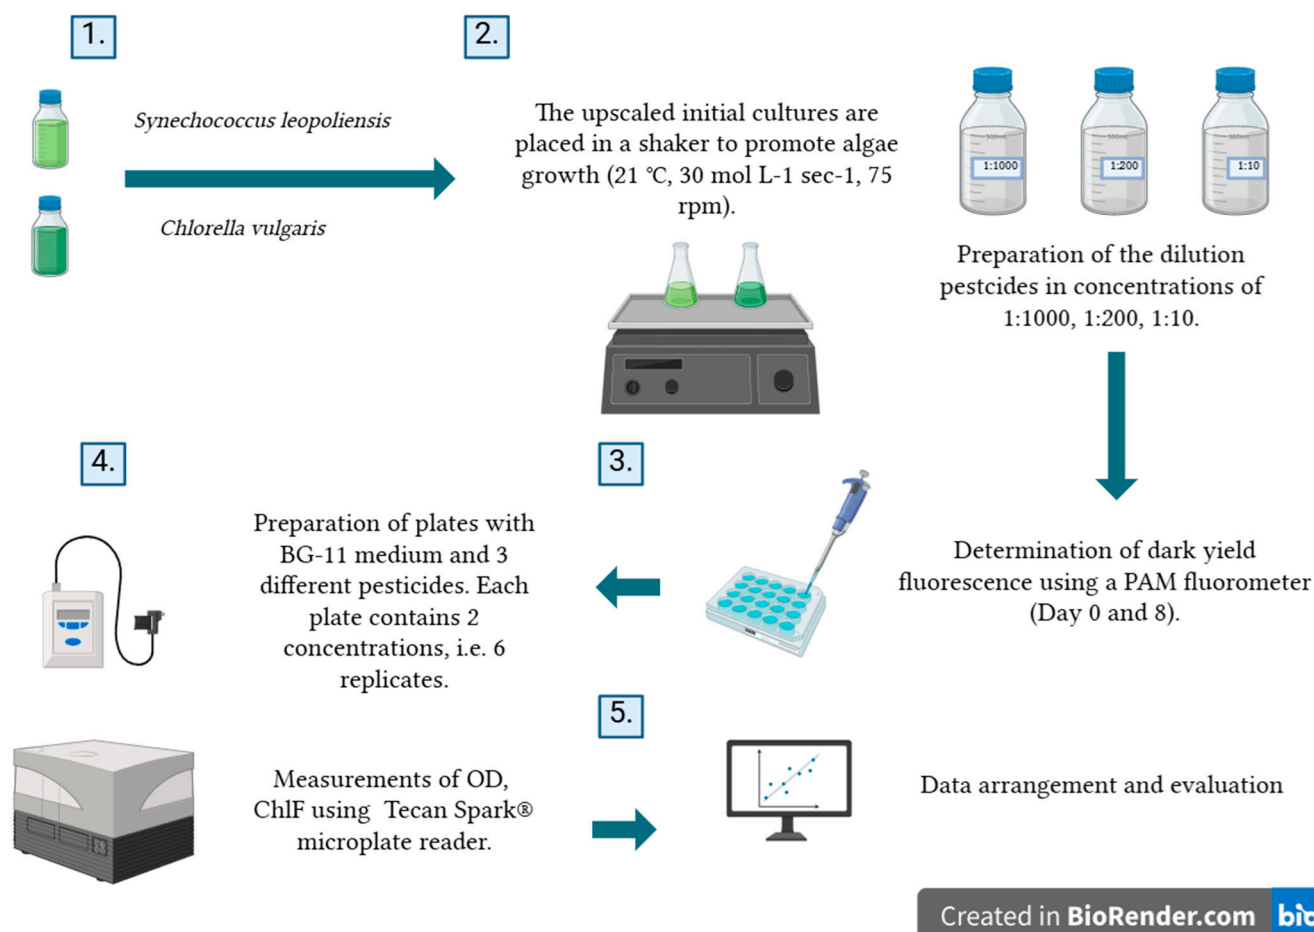 1.
Synechococcus leopoliensis
Chlorella vulgaris
2.
The upscaled initial cultures are
placed in a shaker to promote algae
growth (21 °C, 30 mol L-1 sec-1, 75
rpm).
1:1000
1:200
1:10
Preparation of the dilution
pestcides in concentrations of
1:1000, 1:200, 1:10.
3.
Determination of dark yield
fluorescence using a PAM fluorometer
(Day 0 and 8).
4.
Preparation of plates with
BG-11 medium and 3
different pesticides. Each
plate contains 2
concentrations, i.e. 6
replicates.
Measurements of OD,
ChlF using Tecan Spark®
microplate reader.
5.
Data arrangement and evaluation
Created in BioRender.com bio